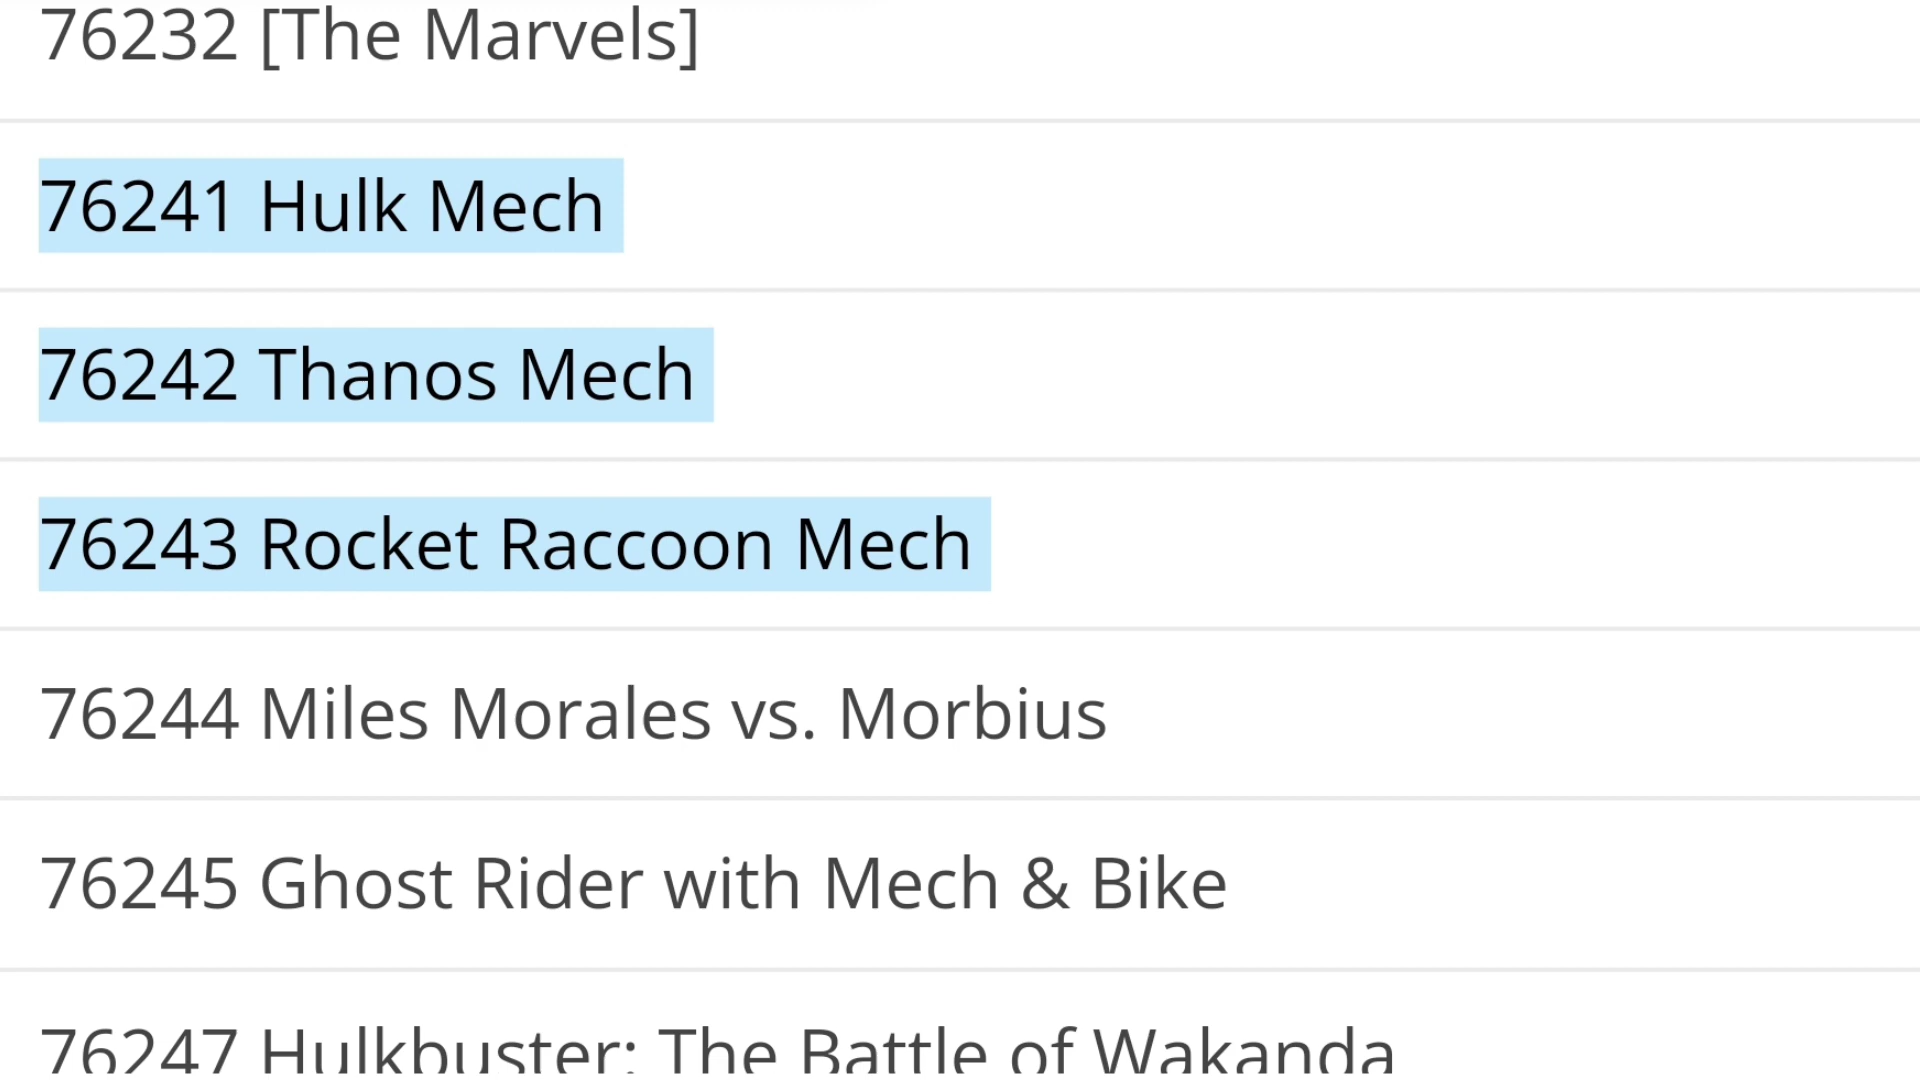 76232 [The Marvels]
76241 Hulk Mech
76242 Thanos Mech
76243 Rocket Raccoon Mech
76244 Miles Morales vs. Morbius
76245 Ghost Rider with Mech & Bike
76247 Hulkbuster: The Battle of Wakanda